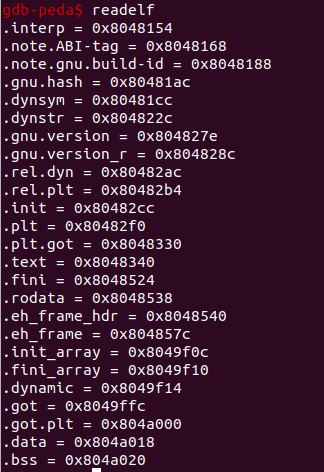 gdb-peda$ readelf
.interp = 0x8048154
.note.ABI-tag = 0x8048168
.note.gnu.build-id = 0x8048188
.gnu.hash = 0x80481ac
.dynsym = 0x80481cc
.dynstr = 0x804822c
.gnu.version = 0x804827e
.gnu.version_r = 0x804828c
.rel.dyn = 0x80482ac
.rel.plt = 0x80482b4
.init = 0x80482cc
.plt = 0x80482f0
.plt.got = 0x8048330
.text = 0x8048340
.fini = 0x8048524
.rodata = 0x8048538
.eh_frame_hdr = 0x8048540
.eh_frame = 0x804857c
.init_array = 0x8049f0c
.fini_array = 0x8049f10
.dynamic = 0x8049f14
.got = 0x8049ffc
.got.plt = 0x804a000
.data = 0x804a018
.bss = 0x804a020